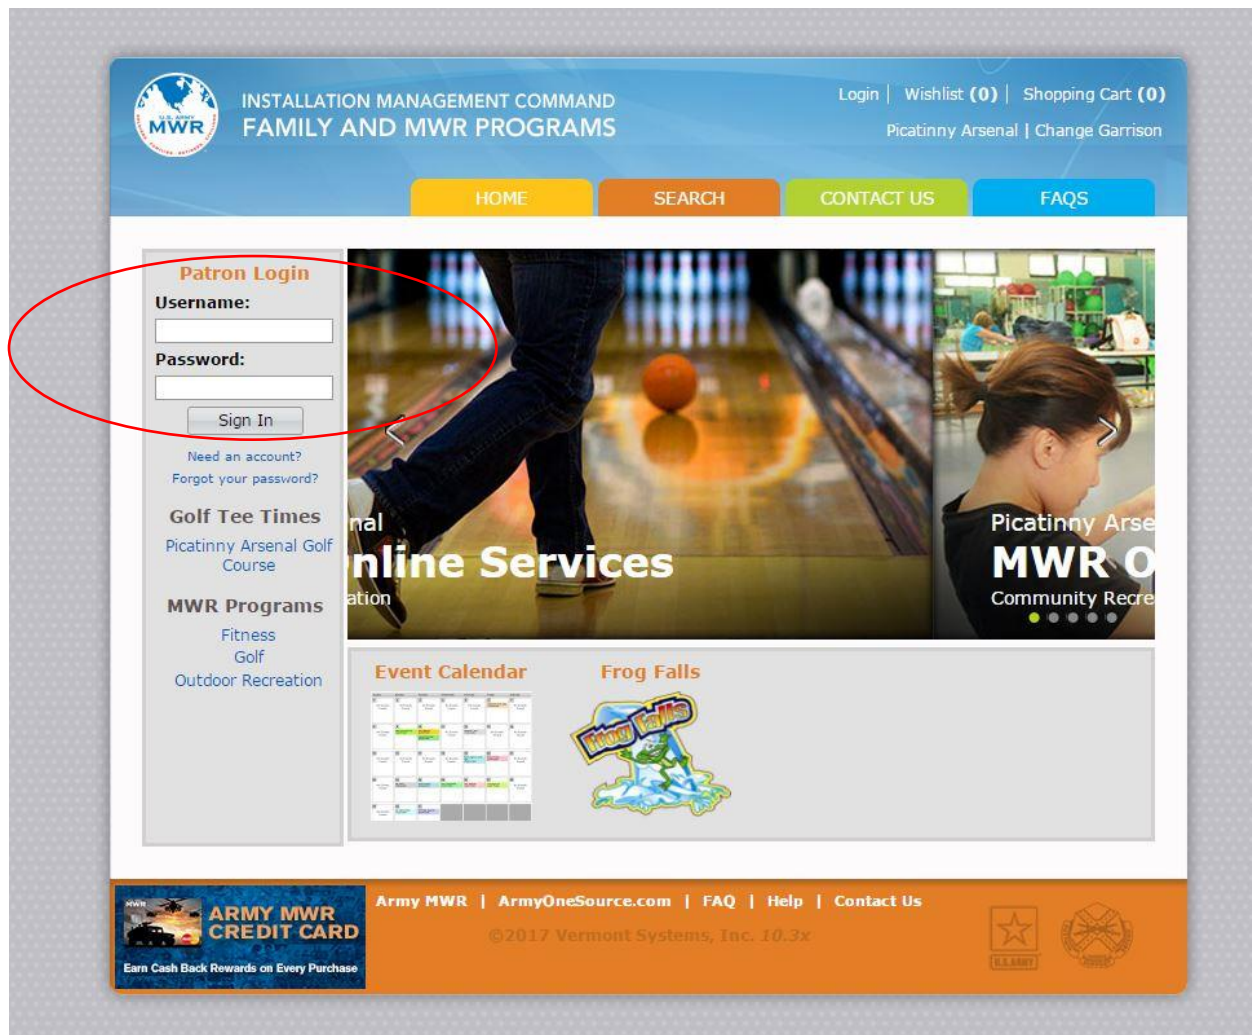 U.S. ARMY
MWR
INSTALLATION MANAGEMENT COMMAND
FAMILY AND MWR PROGRAMS
Login | Wishlist (0) | Shopping Cart (0)
Picatinny Arsenal | Change Garrison
HOME
SEARCH
CONTACT US
FAQS
Patron Login
Username:
Password:
Sign In
Need an account?
Forgot your password?
Golf Tee Times
Picatinny Arsenal Golf
Course
MWR Programs
Fitness
Golf
Outdoor Recreation
nal
nline Services
ation
Picatinny Arse
MWR O
Community Recre
Event Calendar
Frog Falls
Frog Falls
MWR
ARMY MWR
CREDIT CARD
Earn Cash Back Rewards on Every Purchase
Army MWR | ArmyOneSource.com | FAQ | Help | Contact Us
©2017 Vermont Systems, Inc. 10.3x
U.S. ARMY